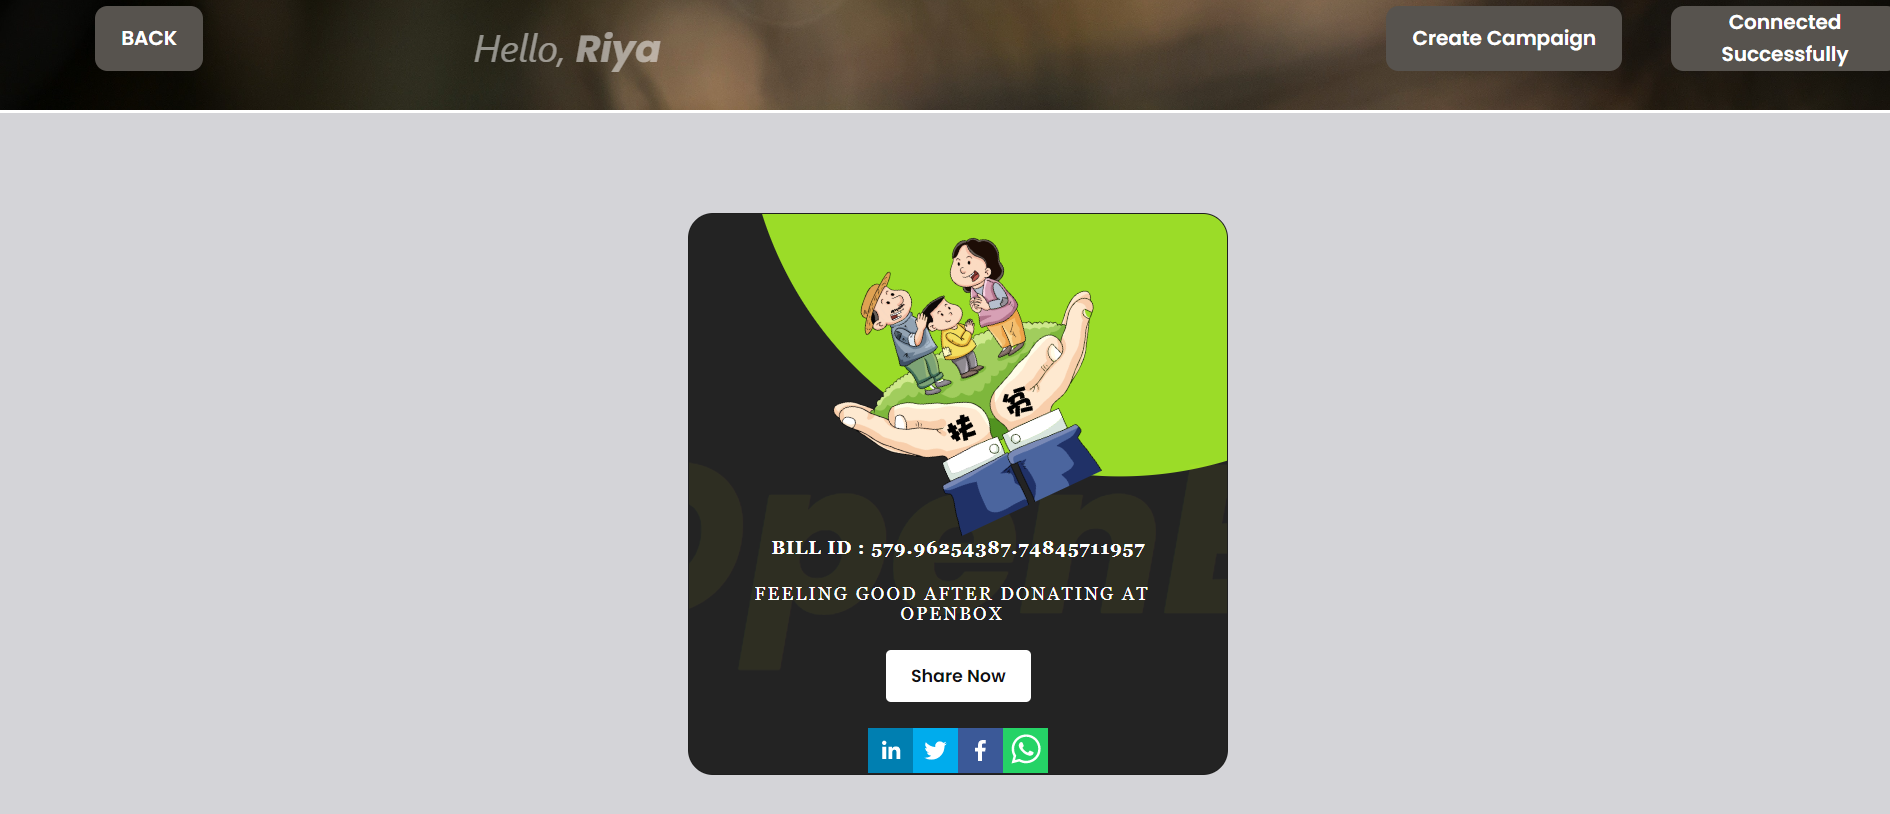 BACK
Hello, Riya
Create Campaign
Connected
Successfully
扶
贫
OpenB
BILL ID : 579.96254387.74845711957
FEELING GOOD AFTER DONATING AT
OPENBOX
Share Now
in